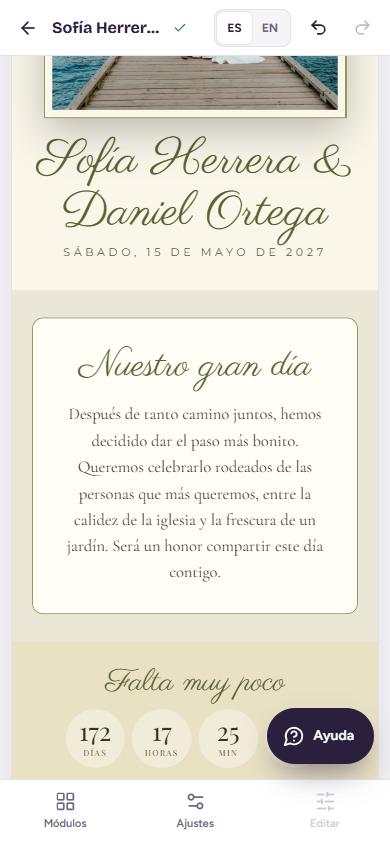 Sofía Herrer...
ES
EN
Sofía Herrera &
Daniel Ortega
SÁBADO, 15 DE MAYO DE 2027
Nuestro gran día
Después de tanto camino juntos, hemos
decidido dar el paso más bonito.
Queremos celebrarlo rodeados de las
personas que más queremos, entre la
calidez de la iglesia y la frescura de un
jardín. Será un honor compartir este día
contigo.
Falta muy poco
172 17 25
DÍAS HORAS MIN
Ayuda
Módulos Ajustes Editar